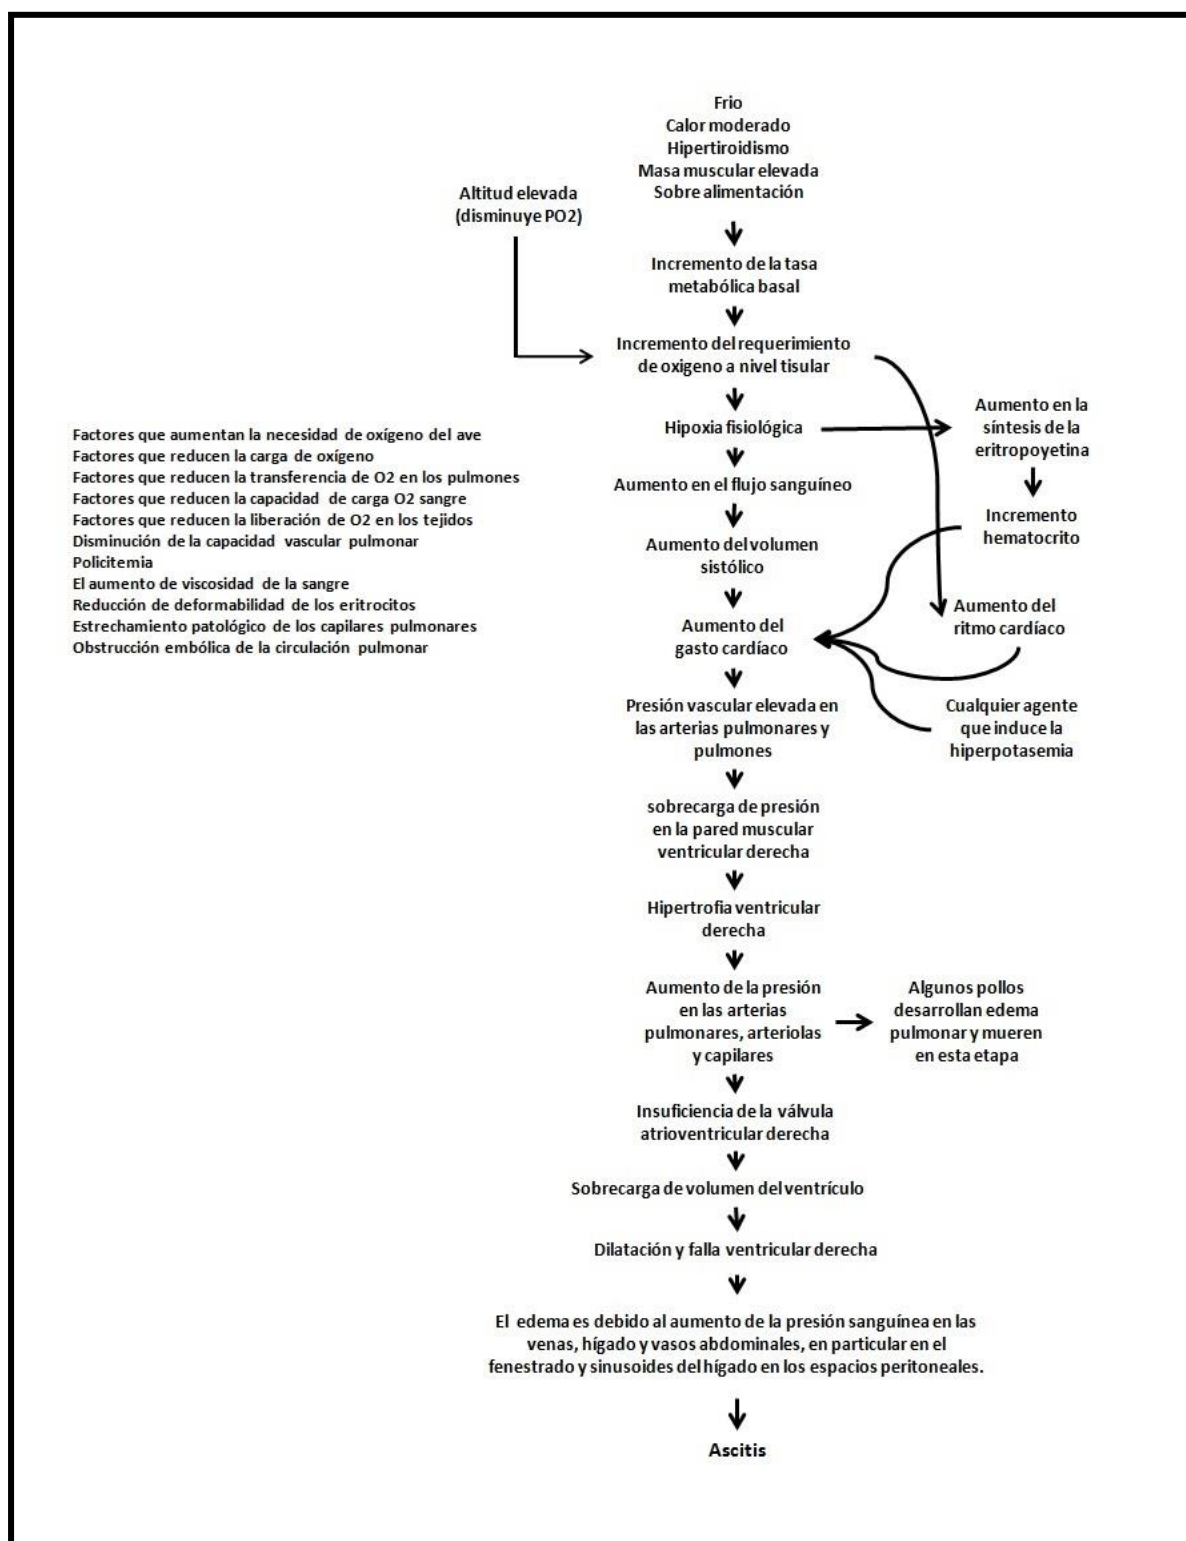 Frio
Calor moderado
Hipertiroidismo
Masa muscular elevada
Sobre alimentación
Altitud elevada
(disminuye PO2)
Incremento de la tasa
metabólica basal
Incremento del requerimiento
de oxigeno a nivel tisular
Hipoxia fisiológica
Aumento en la
síntesis de la
eritropoyetina
Factores que aumentan la necesidad de oxígeno del ave
Factores que reducen la carga de oxígeno
Factores que reducen la transferencia de O2 en los pulmones
Factores que reducen la capacidad de carga O2 sangre
Factores que reducen la liberación de O2 en los tejidos
Disminución de la capacidad vascular pulmonar
Policitemia
El aumento de viscosidad de la sangre
Reducción de deformabilidad de los eritrocitos
Estrechamiento patológico de los capilares pulmonares
Obstrucción embólica de la circulación pulmonar
Aumento en el flujo sanguíneo
Incremento
hematocrito
Aumento del volumen
sistólico
Aumento del
ritmo cardíaco
Aumento del
gasto cardíaco
Presión vascular elevada en
las arterias pulmonares y
pulmones
Cualquier agente
que induce la
hiperpotasemia
sobrecarga de presión
en la pared muscular
ventricular derecha
Hipertrofia ventricular
derecha
Aumento de la presión
en las arterias
pulmonares, arteriolas
y capilares
Algunos pollos
desarrollan edema
pulmonar y mueren
en esta etapa
Insuficiencia de la válvula
atrioventricular derecha
Sobrecarga de volumen del ventrículo
Dilatación y falla ventricular derecha
El edema es debido al aumento de la presión sanguínea en las
venas, hígado y vasos abdominales, en particular en el
fenestrado y sinusoides del hígado en los espacios peritoneales.
Ascitis